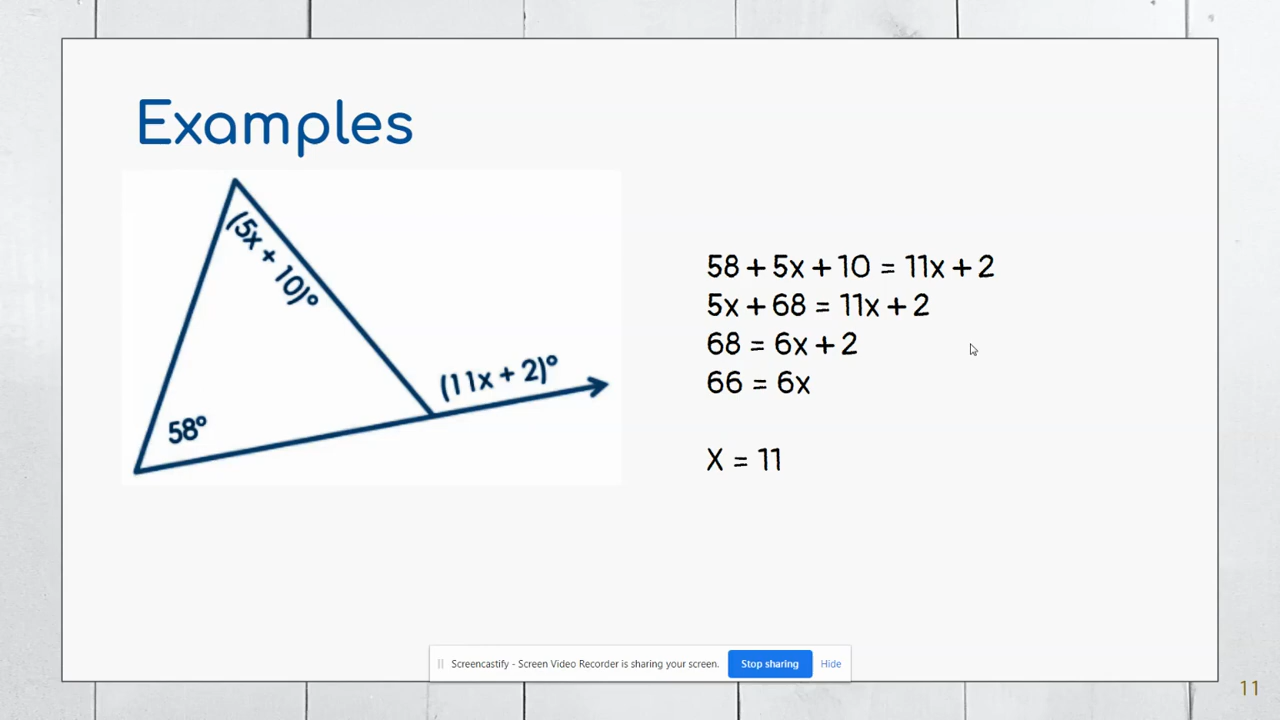 Examples
(5x + 10)°
(11x + 2)°
58°
58 + 5x + 10 = 11x + 2
5x + 68 = 11x + 2
68 = 6x + 2
66 = 6x
X = 11
Screencastify - Screen Video Recorder is sharing your screen. Stop sharing Hide
11